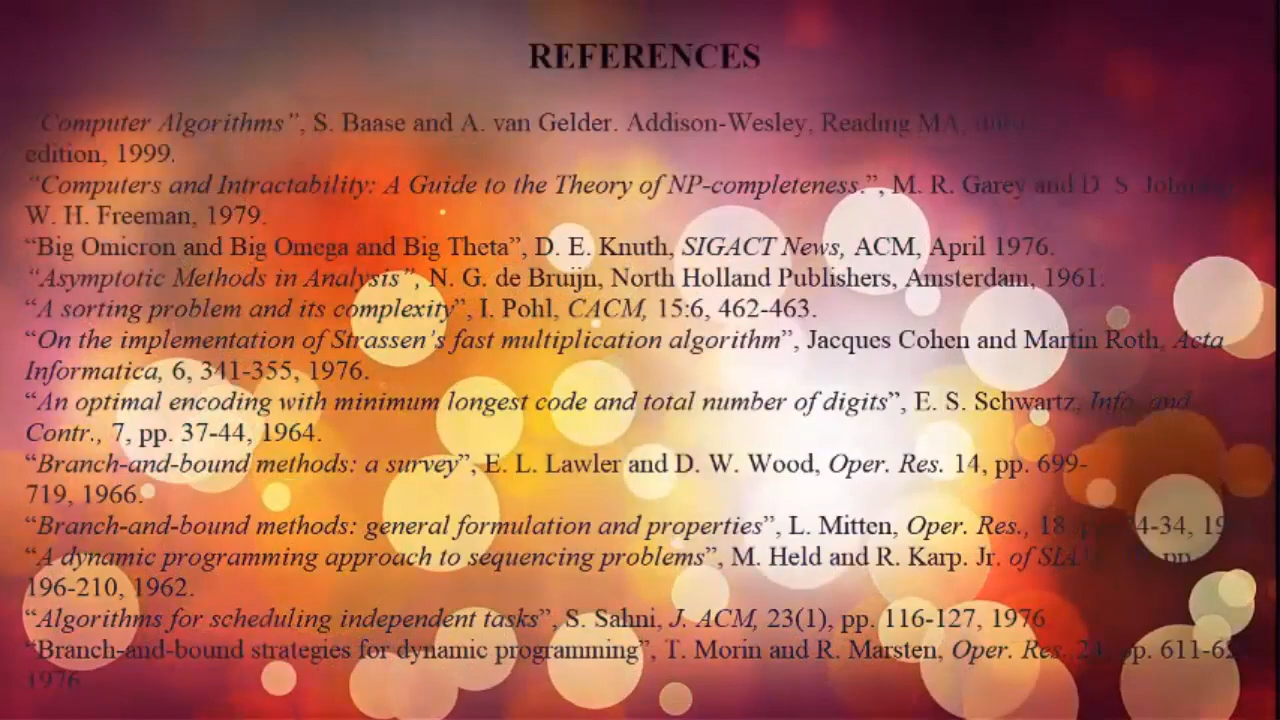 REFERENCES
“Computer Algorithms”, S. Baase and A. van Gelder. Addison-Wesley, Reading MA, third
edition, 1999.
“Computers and Intractability: A Guide to the Theory of NP-completeness.”, M. R. Garey and D. S.
W. H. Freeman, 1979.
“Big Omicron and Big Omega and Big Theta”, D. E. Knuth, SIGACT News, ACM, April 1976.
“Asymptotic Methods in Analysis”, N. G. de Bruijn, North Holland Publishers, Amsterdam, 1961.
“A sorting problem and its complexity”, I. Pohl, CACM, 15:6, 462-463.
“On the implementation of Strassen’s fast multiplication algorithm”, Jacques Cohen and Martin Roth, Acta
Informatica, 6, 341-355, 1976.
“An optimal encoding with minimum longest code and total number of digits”, E. S. Schwartz, Info. and
Contr., 7, pp. 37-44, 1964.
“Branch-and-bound methods: a survey”, E. L. Lawler and D. W. Wood, Oper. Res. 14, pp. 699-
719, 1966.
“Branch-and-bound methods: general formulation and properties”, L. Mitten, Oper. Res., 18,
“A dynamic programming approach to sequencing problems”, M. Held and R. Karp. Jr. of pp.
196-210, 1962.
“Algorithms for scheduling independent tasks”, S. Sahni, J. ACM, 23(1), pp. 116-127, 1976.
“Branch-and-bound strategies for dynamic programming”, T. Morin and R. Marsten, Oper. Res., 24, pp.
1976.